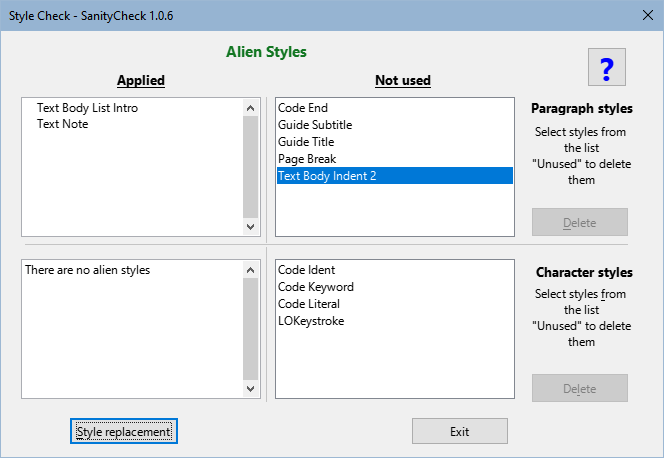 Style Check - SanityCheck 1.0.6
Alien Styles
?
Applied
Not used
Text Body List Intro
Text Note
Code End
Guide Subtitle
Guide Title
Page Break
Text Body Indent 2
Paragraph styles
Select styles from
the list
"Unused" to delete
them
Delete
There are no alien styles
Code Ident
Code Keyword
Code Literal
LOKeystroke
Character styles
Select styles from
the list
"Unused" to delete
them
Delete
Style replacement
Exit